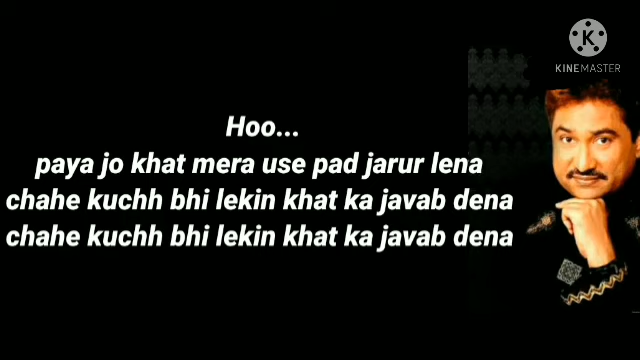 K
KINEMASTER
Hoo...
paya jo khat mera use pad jarur lena
chahe kuchh bhi lekin khat ka javab dena
chahe kuchh bhi lekin khat ka javab dena